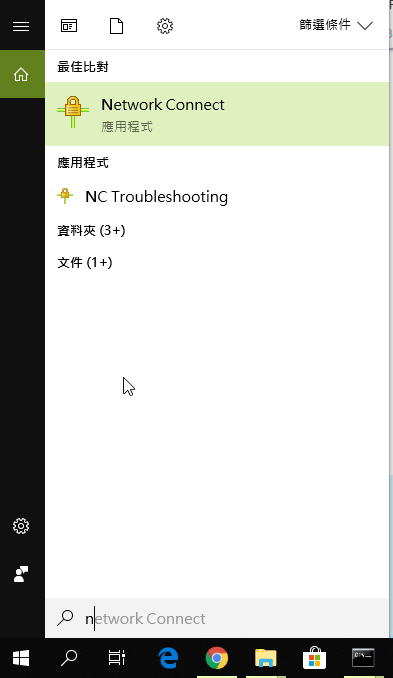 篩選條件
最佳比對
Network Connect
應用程式
應用程式
NC Troubleshooting
資料夾 (3+)
文件 (1+)
network Connect